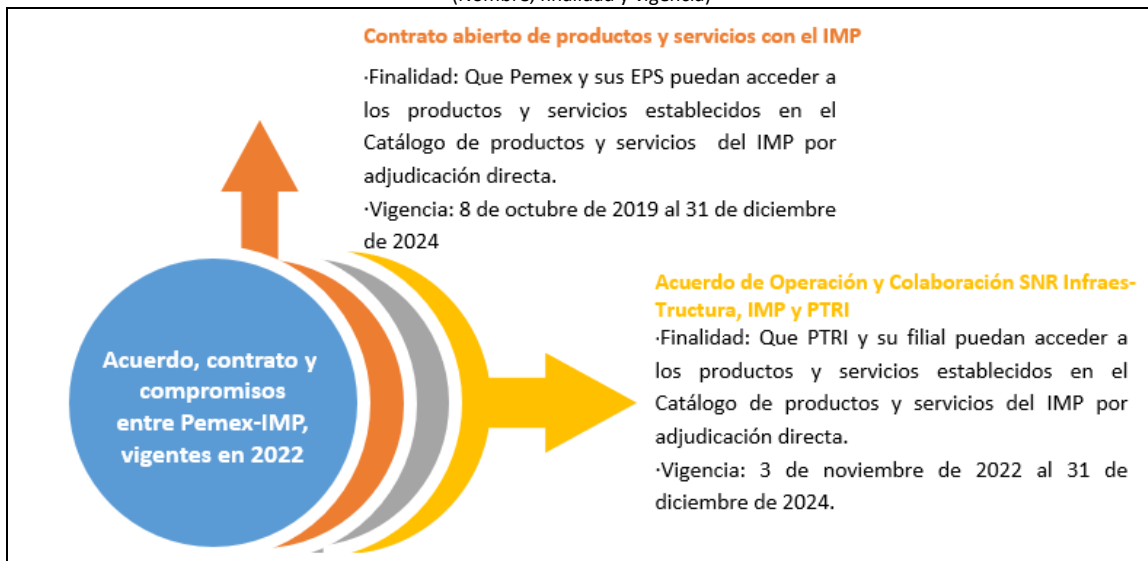 (Nombre, finalidad y vigencia)
Contrato abierto de productos y servicios con el IMP
·Finalidad: Que Pemex y sus EPS puedan acceder a
los productos y servicios establecidos en el
Catálogo de productos y servicios del IMP por
adjudicación directa.
·Vigencia: 8 de octubre de 2019 al 31 de diciembre
de 2024
Acuerdo de Operación y Colaboración SNR Infraes-
Tructura, IMP y PTRI
·Finalidad: Que PTRI y su filial puedan acceder a
los productos y servicios establecidos en el
Catálogo de productos y servicios del IMP por
adjudicación directa.
·Vigencia: 3 de noviembre de 2022 al 31 de
diciembre de 2024.
Acuerdo, contrato y
compromisos
entre Pemex-IMP,
vigentes en 2022